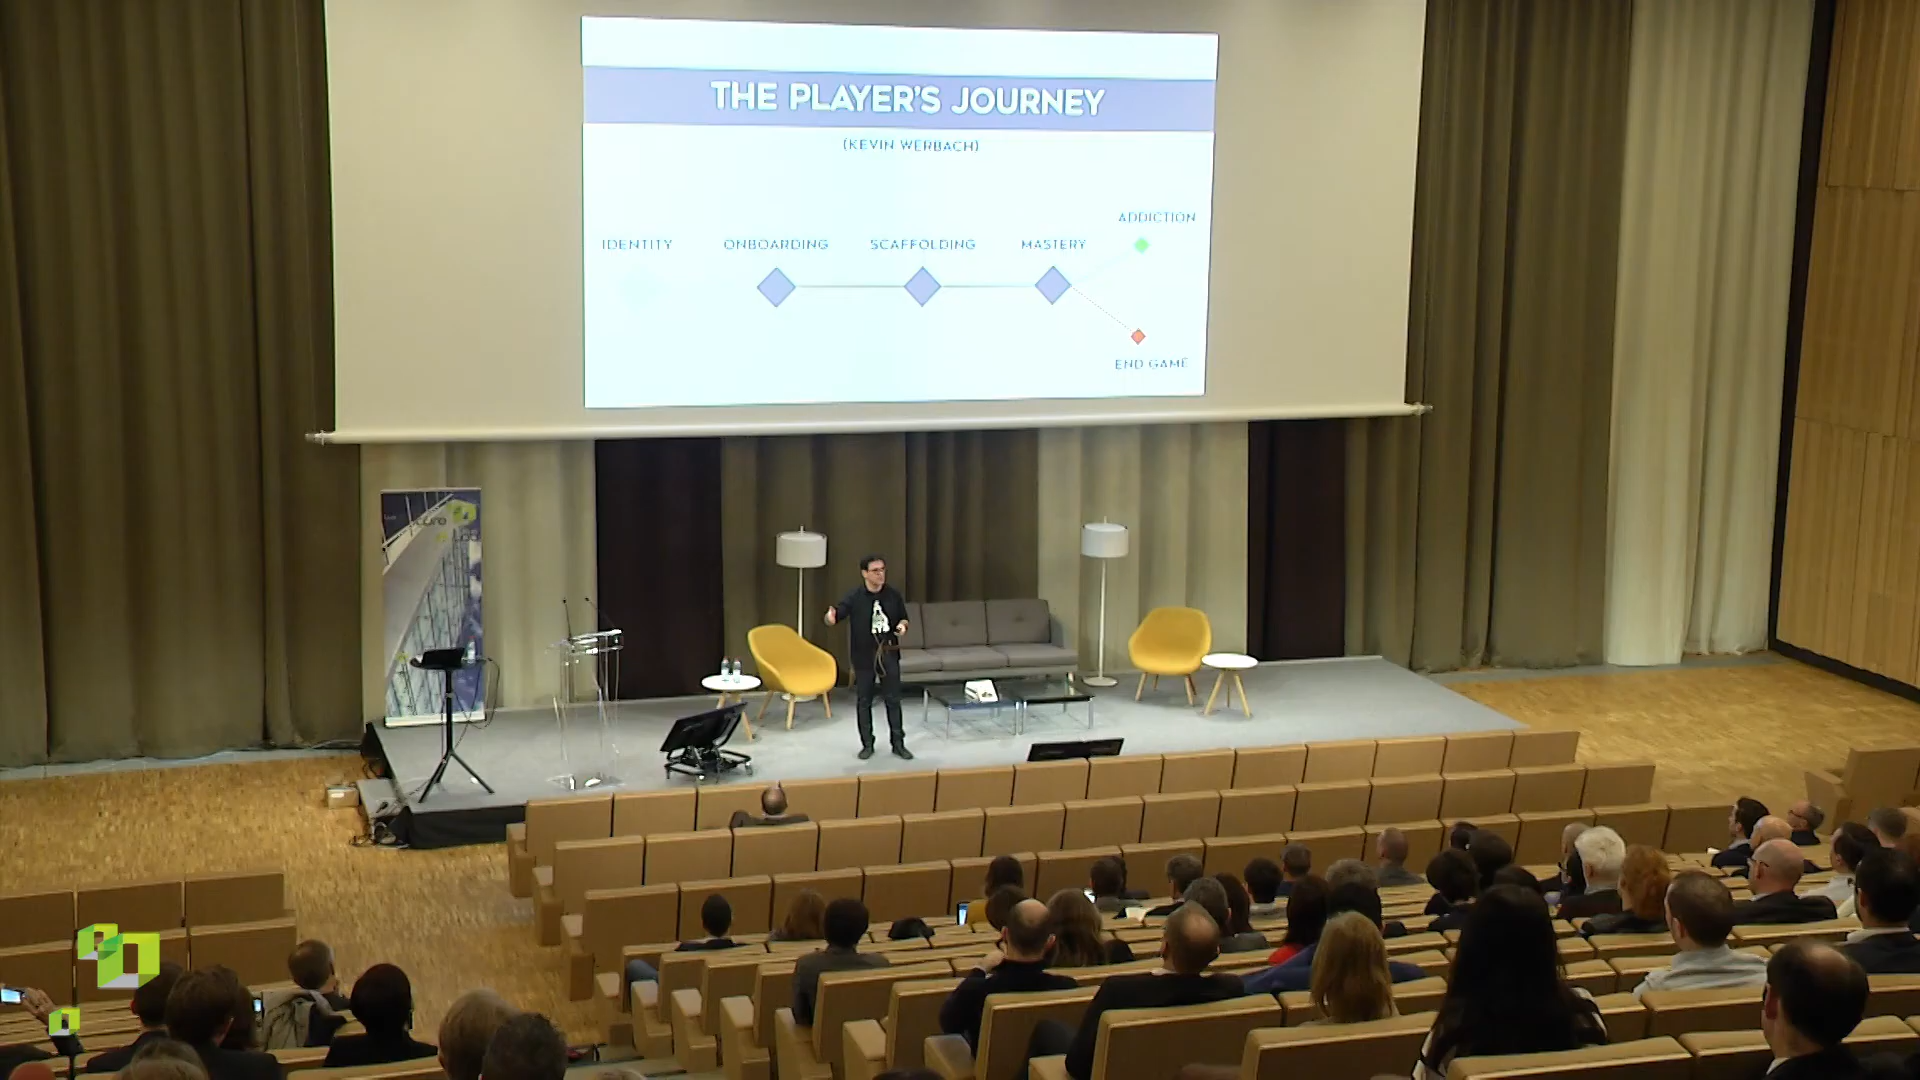 THE PLAYER'S JOURNEY
(KEVIN WERBACH)
ADDICTION
IDENTITY
ONBOARDING
SCAFFOLDING
MASTERY
END GAME